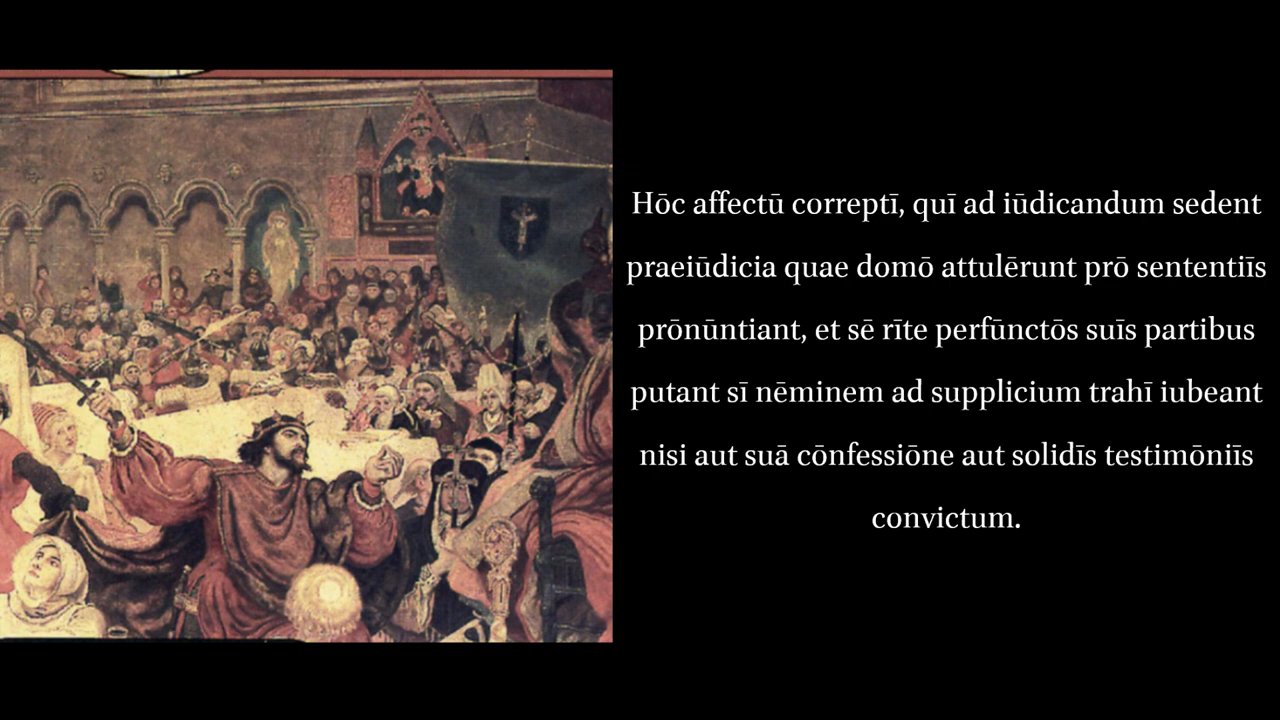 Hōc affectū correptī, quī ad iūdicandum sedent
praeiūdicia quae domō attulērunt prō sententiīs
prōnūntiant, et sē rīte perfūnctōs suīs partibus
putant sī nēminem ad supplicium trahī iubeant
nisi aut suā cōnfessiōne aut solidīs testimōniīs
convictum.